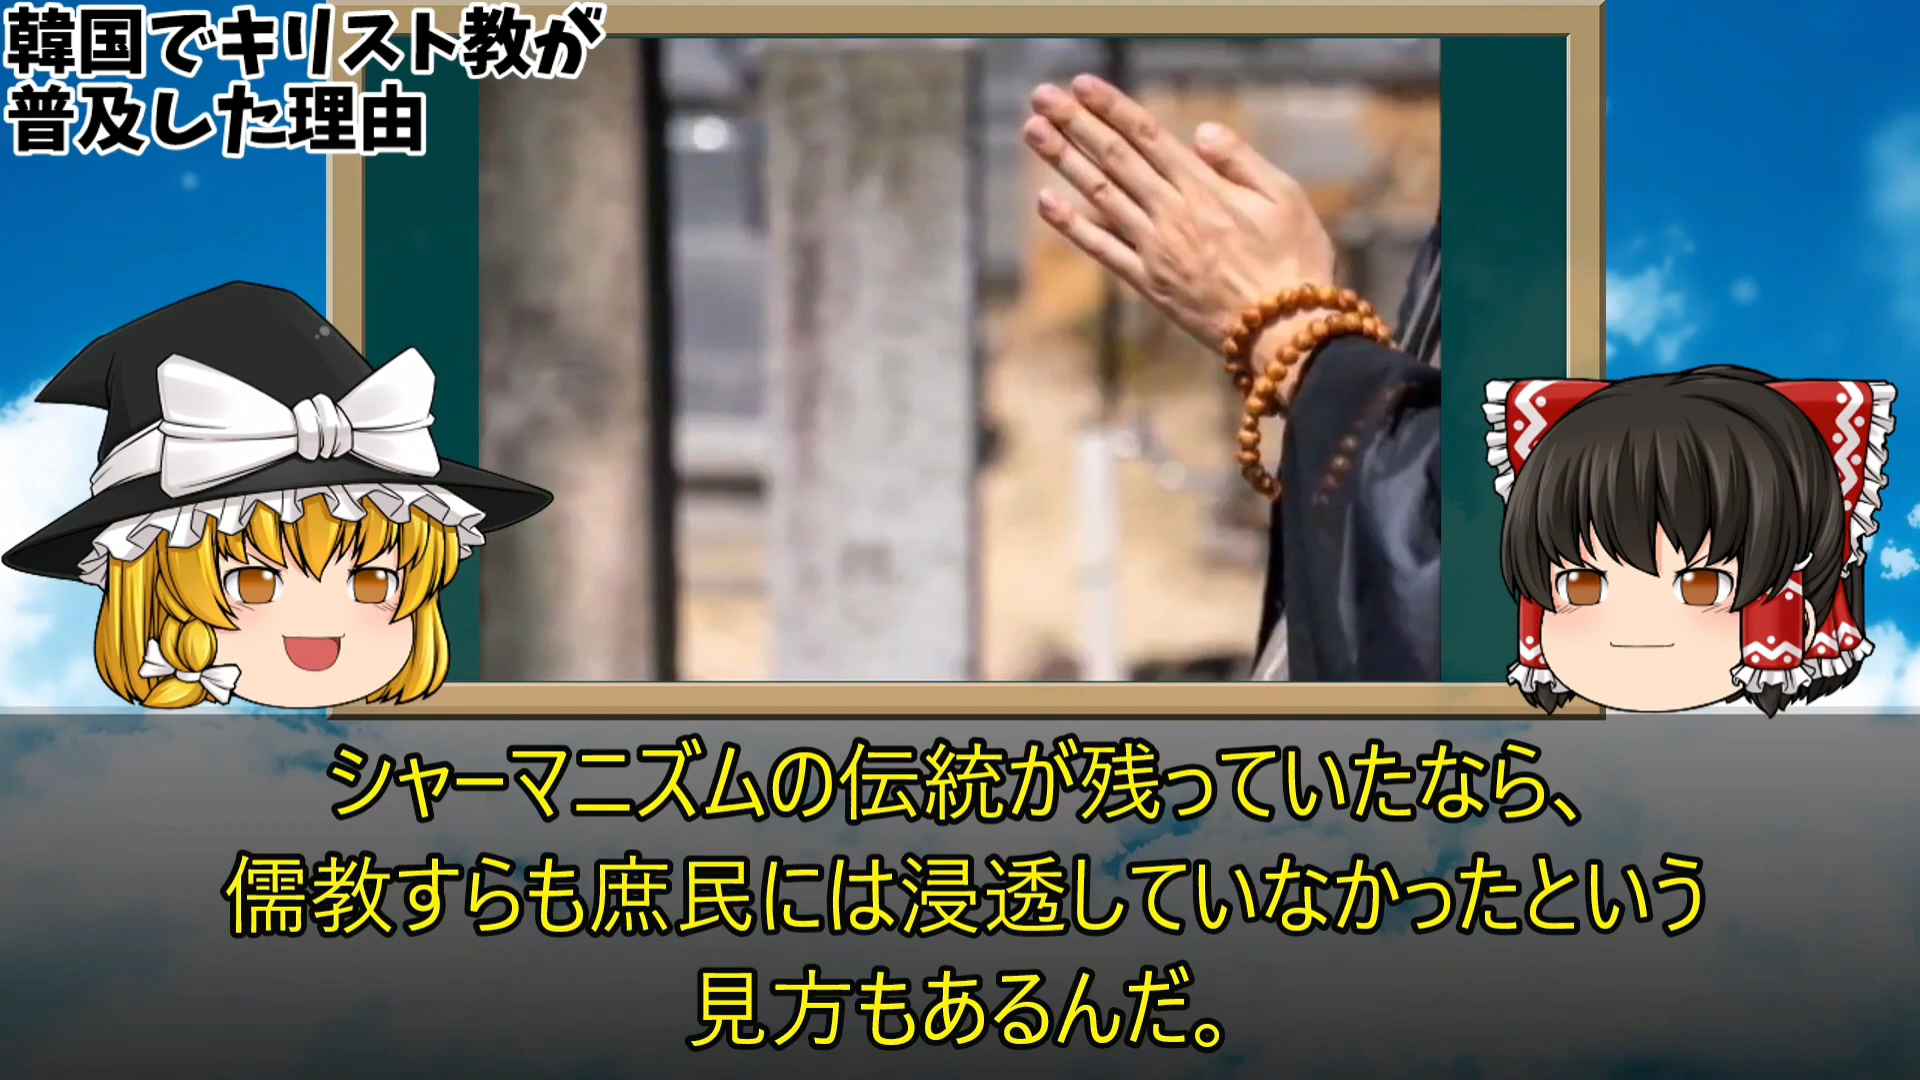 韓国でキリスト教が
普及した理由
シャーマニズムの伝統が残っていたなら、
儒教すらも庶民には浸透していなかったという
見方もあるんだ。